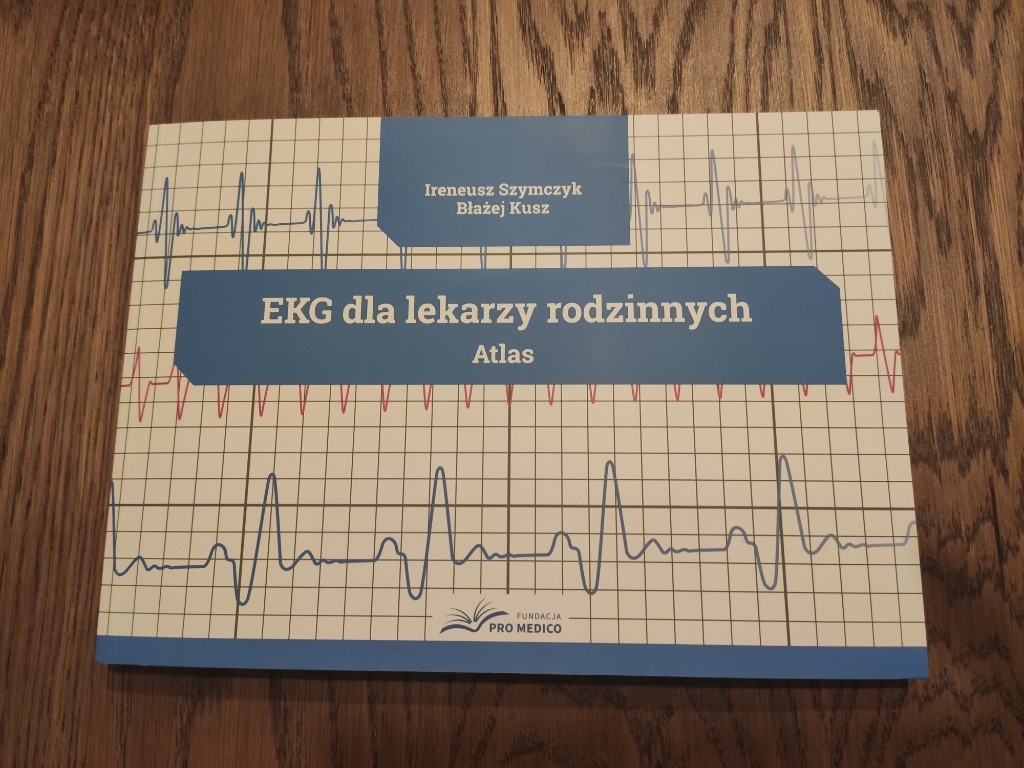 Ireneusz Szymczyk
Błażej Kusz
EKG dla lekarzy rodzinnych
Atlas
FUNDACJA
PRO MEDICO